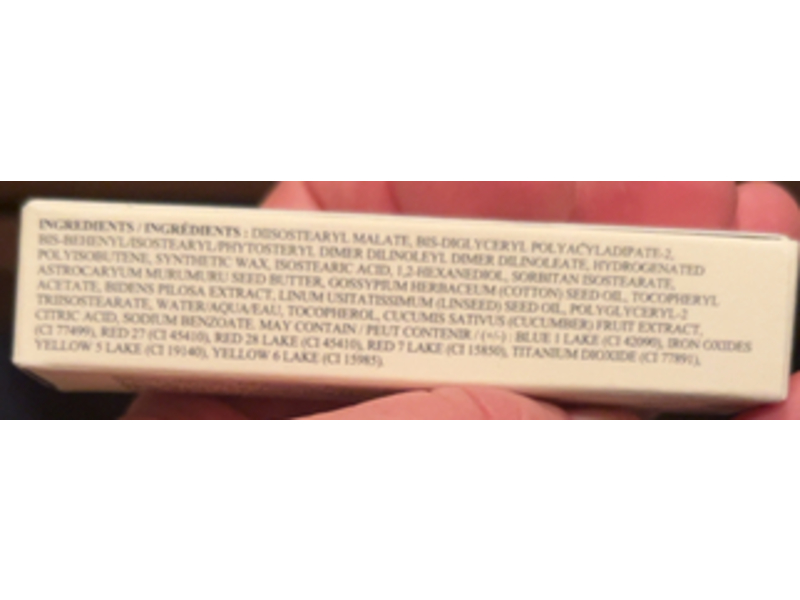 INGREDIENTS / INGRÉDIENTS : DIISOSTEARYL MALATE, BIS-DIGLYCERYL POLYACYLADIPATE-2,
BIS-BEHENYL/ISOSTEARYL/PHYTOSTERYL DIMER DILINOLEYL DIMER DILINOLEATE, HYDROGENATED
POLYISOBUTENE, SYNTHETIC WAX, ISOSTEARIC ACID, 1,2-HEXANEDIOL, SORBITAN ISOSTEARATE,
ASTROCARYUM MURUMURU SEED BUTTER, GOSSYPIUM HERBACEUM (COTTON) SEED OIL, TOCOPHERYL
ACETATE, BIDENS PILOSA EXTRACT, LINUM USITATISSIMUM (LINSEED) SEED OIL, POLYGLYCERYL-2
TRIISOSTEARATE, WATER/AQUA/EAU, TOCOPHEROL, CUCUMIS SATIVUS (CUCUMBER) FRUIT EXTRACT,
CITRIC ACID, SODIUM BENZOATE. MAY CONTAIN / PEUT CONTENIR / (+/-) : BLUE 1 LAKE (CI 42090), IRON OXIDES
(CI 77499), RED 27 (CI 45410), RED 28 LAKE (CI 45410), RED 7 LAKE (CI 15850), TITANIUM DIOXIDE (CI 77891),
YELLOW 5 LAKE (CI 19140), YELLOW 6 LAKE (CI 15985).